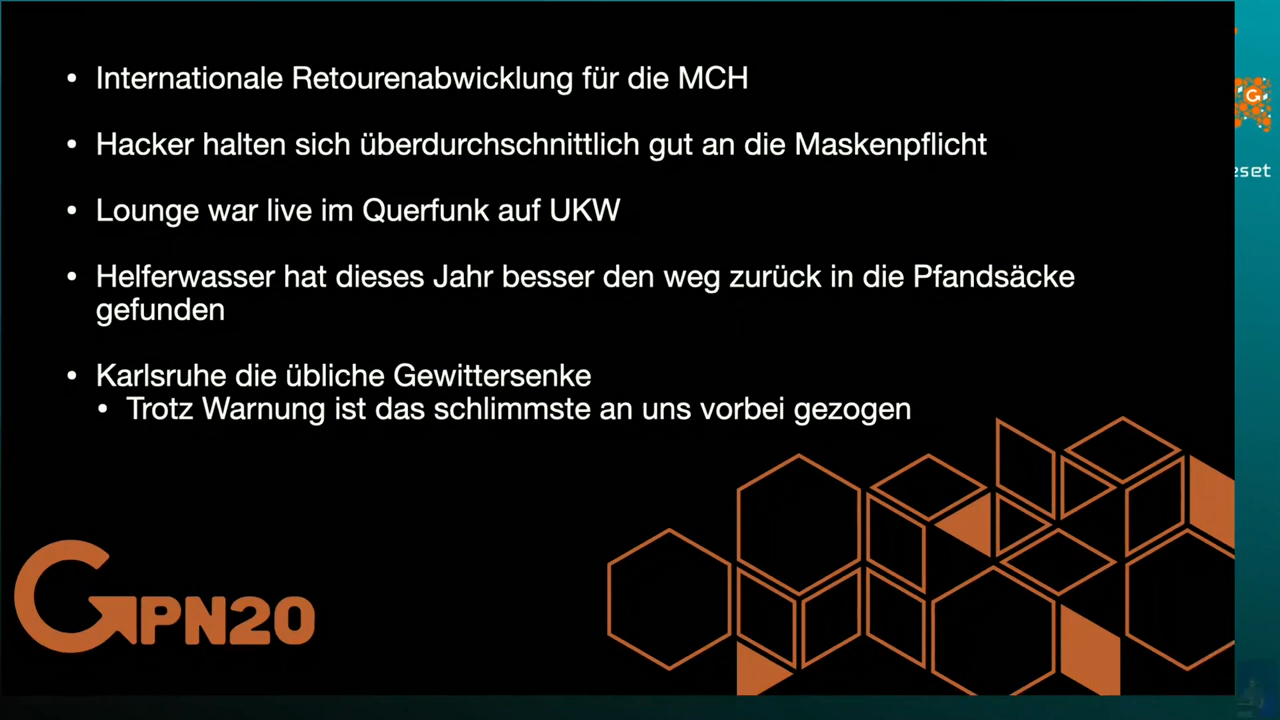 • Internationale Retourenabwicklung für die MCH
• Hacker halten sich überdurchschnittlich gut an die Maskenpflicht
• Lounge war live im Querfunk auf UKW
• Helferwasser hat dieses Jahr besser den weg zurück in die Pfandsäcke
gefunden
• Karlsruhe die übliche Gewittersenke
• Trotz Warnung ist das schlimmste an uns vorbei gezogen
GPN20
eset